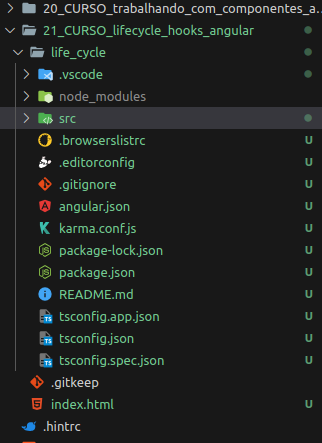 20_CURSO_trabalhando_com_componentes_a...
21_CURSO_lifecycle_hooks_angular
life_cycle
.vscode
node_modules
src
.browserslistrc U
.editorconfig U
.gitignore U
angular.json U
karma.conf.js U
package-lock.json U
package.json U
README.md U
tsconfig.app.json U
tsconfig.json U
tsconfig.spec.json U
.gitkeep
index.html U
.hintrc